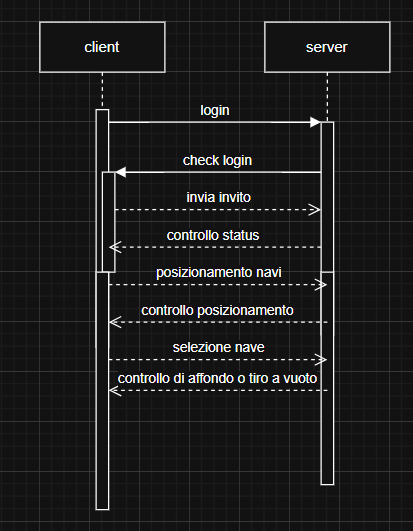 client
server
login
check login
invia invito
controllo status
posizionamento navi
controllo posizionamento
selezione nave
controllo di affondo o tiro a vuoto